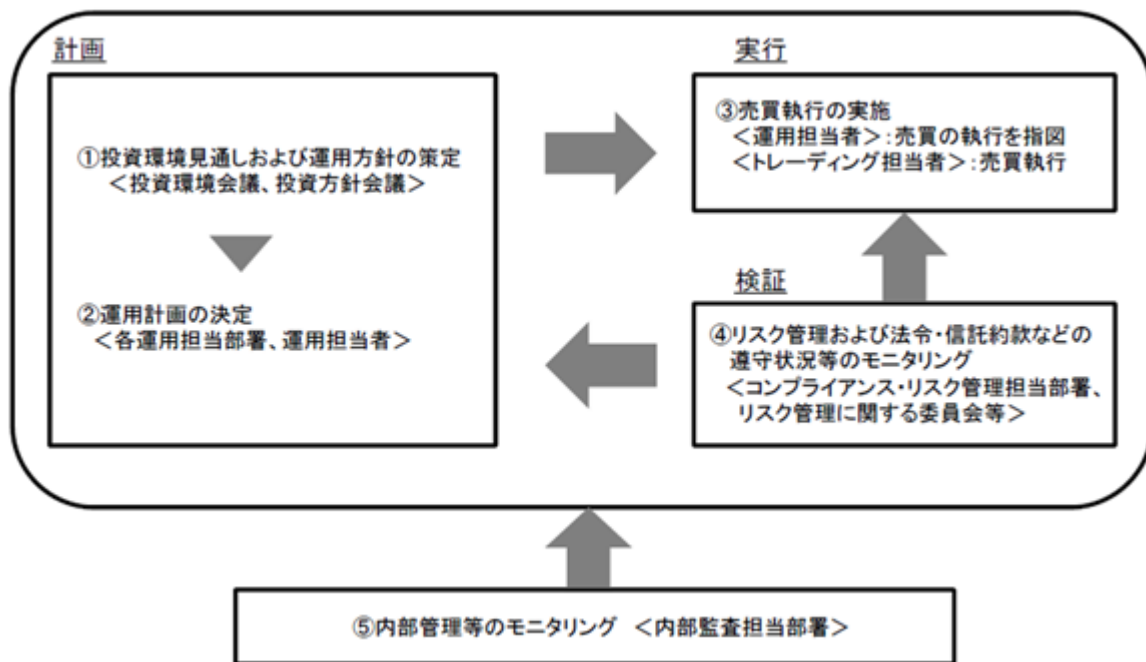 計画
①投資環境見通しおよび運用方針の策定
＜投資環境会議、投資方針会議＞
②運用計画の決定
＜各運用担当部署、運用担当者＞
実行
③売買執行の実施
＜運用担当者＞：売買の執行を指図
＜トレーディング担当者＞：売買執行
検証
④リスク管理および法令・信託約款などの
遵守状況等のモニタリング
＜コンプライアンス・リスク管理担当部署、
リスク管理に関する委員会等＞
⑤内部管理等のモニタリング ＜内部監査担当部署＞